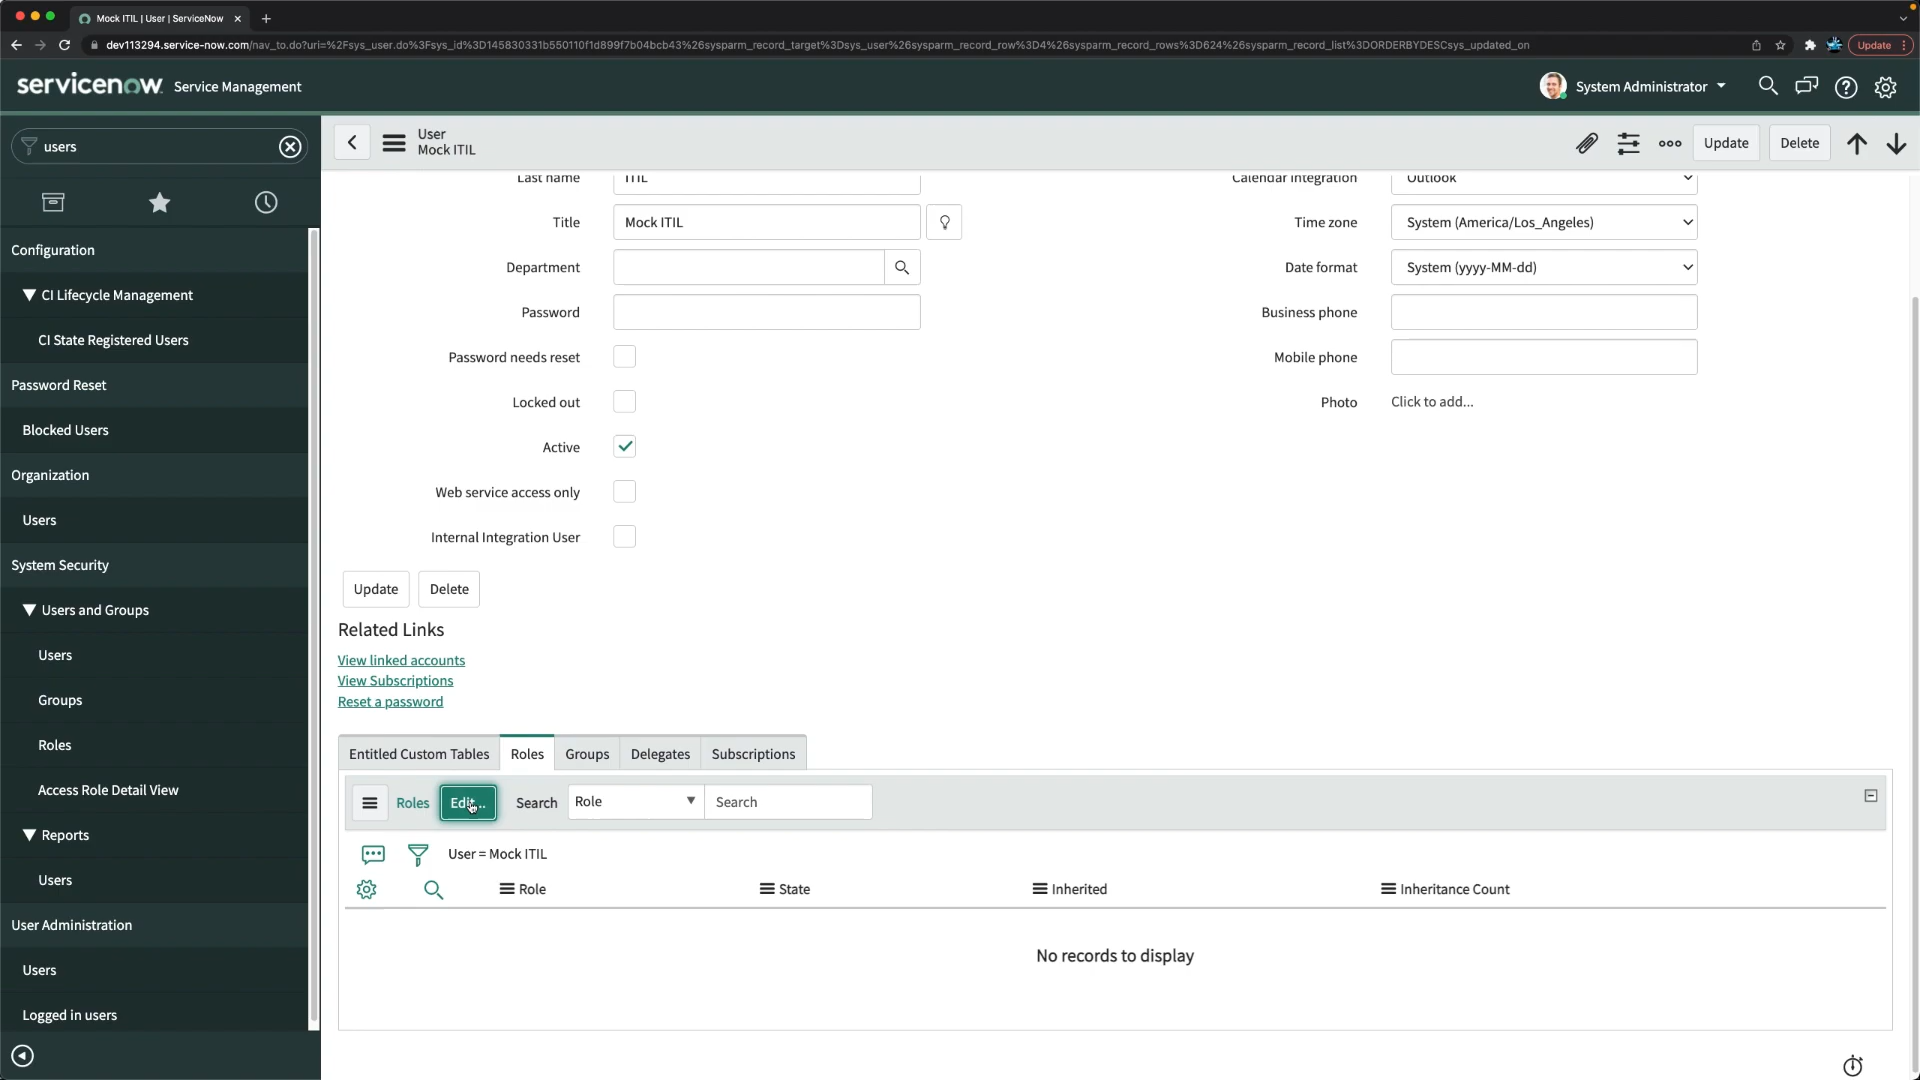 Mock ITIL | User | ServiceNow
dev113294.service-now.com/nav_to.do?uri=%2Fsys_user.do%3Fsys_id%3D145830331b550110f1d899f7b04bcb43%26sysparm_record_target%3Dsys_user%26sysparm_record_row%3D4%26sysparm_record_rows%3D624%26sysparm_record_list%3DORDERBYDESCsys_updated_on
Update
servicenow Service Management
System Administrator
users
User
Mock ITIL
Update
Delete
Configuration
CI Lifecycle Management
CI State Registered Users
Password Reset
Blocked Users
Organization
Users
System Security
Users and Groups
Users
Groups
Roles
Access Role Detail View
Reports
Users
User Administration
Users
Logged in users
Last name ITIL
Calendar integration Outlook
Title Mock ITIL
Time zone System (America/Los_Angeles)
Department
Date format System (yyyy-MM-dd)
Password
Business phone
Password needs reset
Mobile phone
Locked out
Photo Click to add...
Active
Web service access only
Internal Integration User
Update Delete
Related Links
View linked accounts
View Subscriptions
Reset a password
Entitled Custom Tables Roles Groups Delegates Subscriptions
Roles Edit... Search Role Search
User = Mock ITIL
Role State Inherited Inheritance Count
No records to display